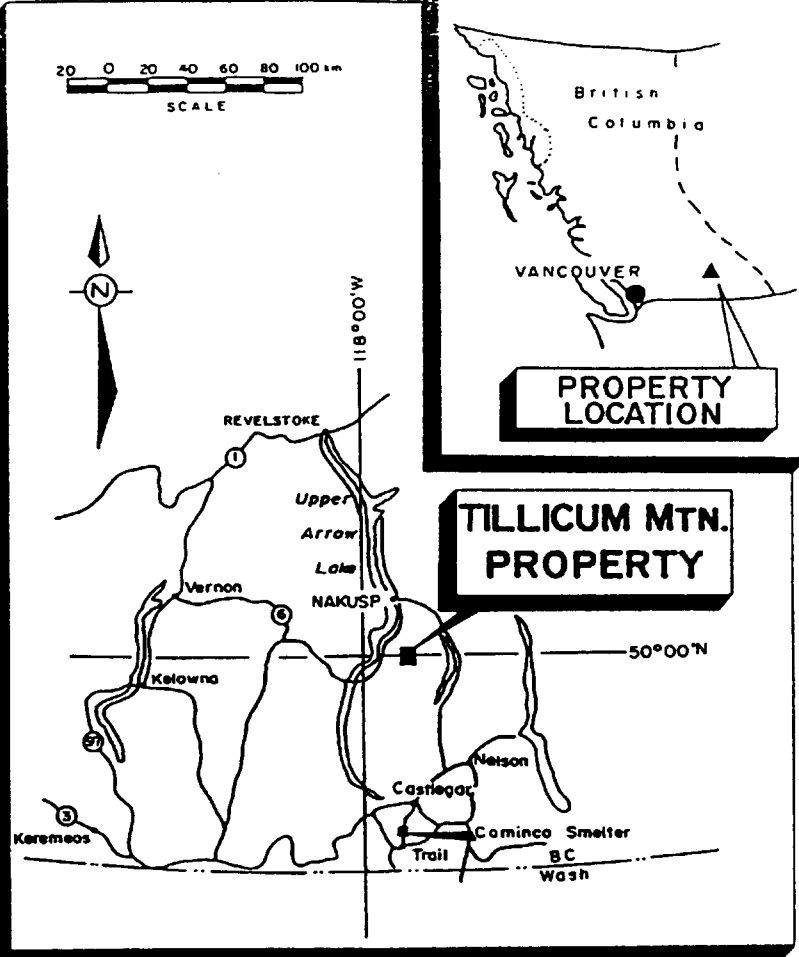 20 0 20 40 60 80 100 km
SCALE
N
British
Columbia
VANCOUVER
PROPERTY
LOCATION
118°00'W
REVELSTOKE
1
Upper
Arrow
Lake
TILLICUM MTN.
PROPERTY
Vernon
6
NAKUSP
50°00'N
Kelowna
97
Nelson
Castlegar
3
Keremeos
Caminco Smelter
Trail
BC
Wash